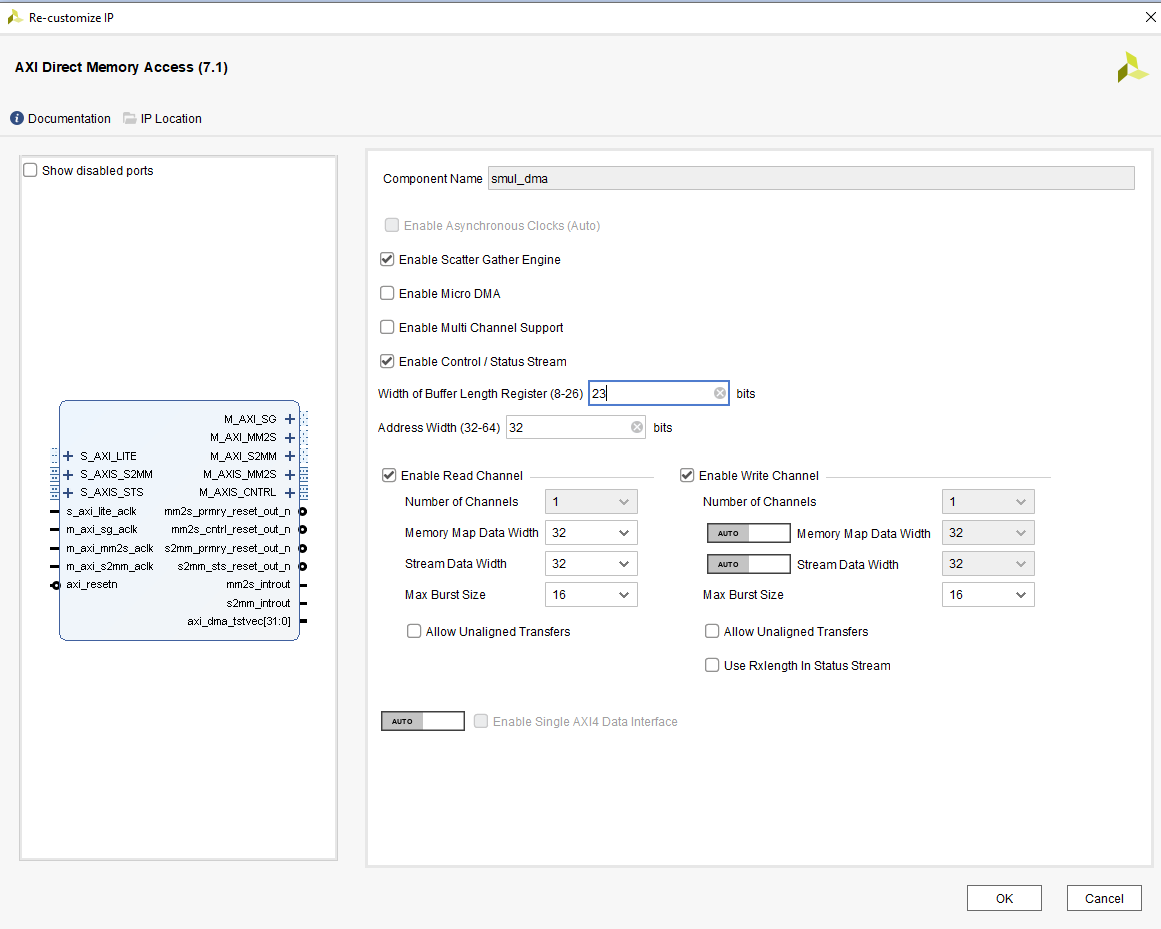 Re-customize IP
AXI Direct Memory Access (7.1)
i Documentation IP Location
Show disabled ports
M_AXI_SG
M_AXI_MM2S
S_AXI_LITE M_AXI_S2MM
S_AXIS_S2MM M_AXIS_MM2S
S_AXIS_STS M_AXIS_CNTRL
s_axi_lite_aclk mm2s_prmry_reset_out_n
m_axi_sg_aclk mm2s_cntrl_reset_out_n
m_axi_mm2s_aclk s2mm_prmry_reset_out_n
m_axi_s2mm_aclk s2mm_sts_reset_out_n
axi_resetn mm2s_introut
s2mm_introut
axi_dma_tstvec[31:0]
Component Name smul_dma
Enable Asynchronous Clocks (Auto)
Enable Scatter Gather Engine
Enable Micro DMA
Enable Multi Channel Support
Enable Control / Status Stream
Width of Buffer Length Register (8-26) 23 bits
Address Width (32-64) 32 bits
Enable Read Channel
Number of Channels 1
Memory Map Data Width 32
Stream Data Width 32
Max Burst Size 16
Allow Unaligned Transfers
Enable Write Channel
Number of Channels 1
AUTO Memory Map Data Width 32
AUTO Stream Data Width 32
Max Burst Size 16
Allow Unaligned Transfers
Use Rxlength In Status Stream
AUTO Enable Single AXI4 Data Interface
OK Cancel